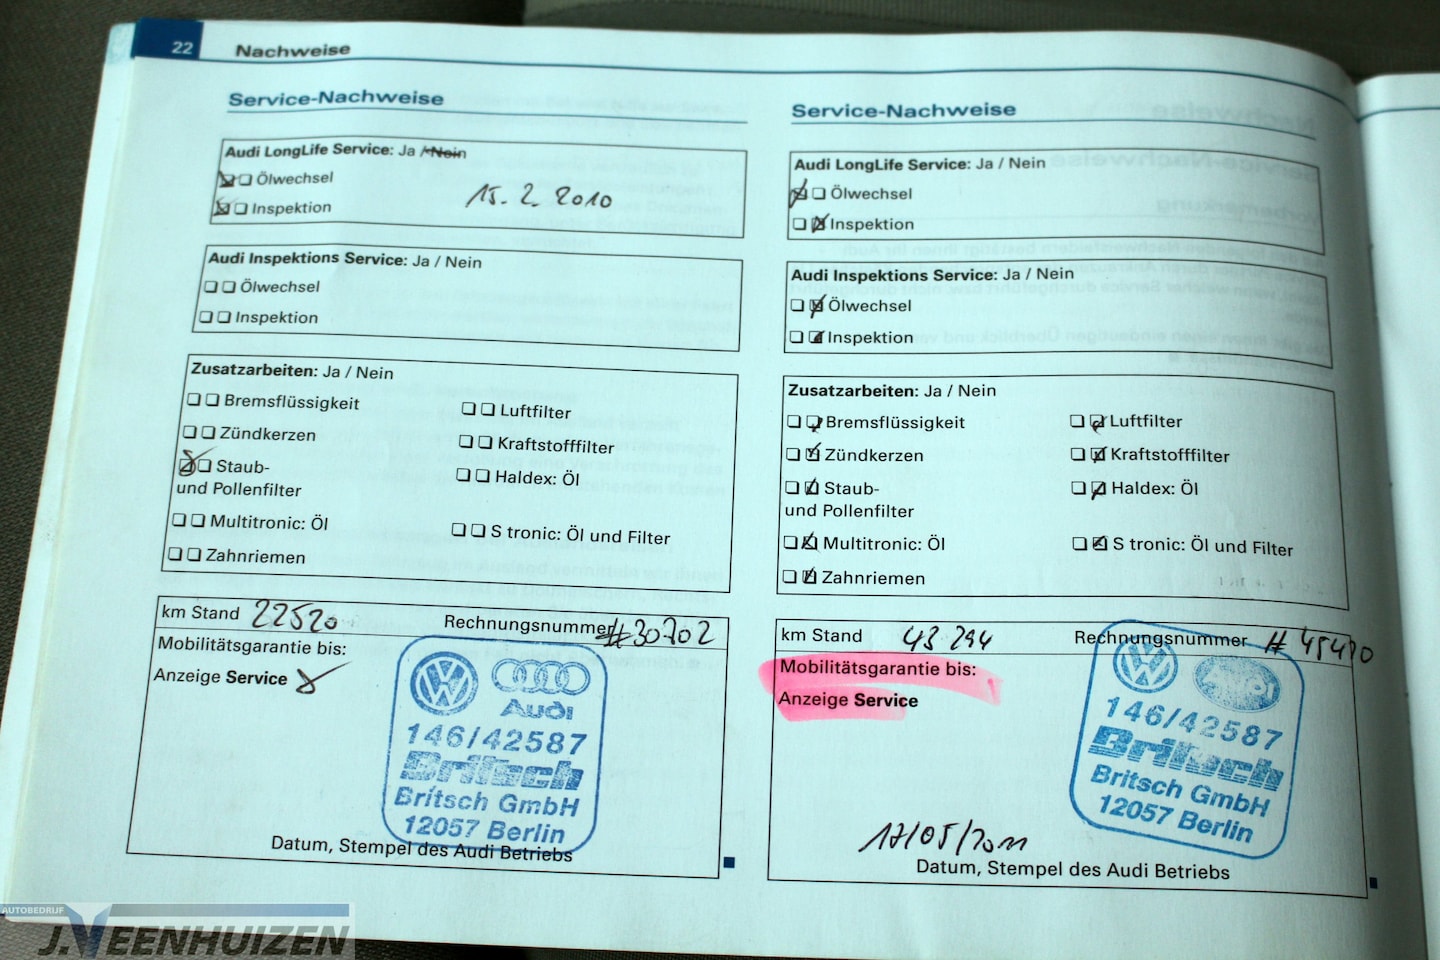 22 Nachweise
Service-Nachweise
Audi LongLife Service: Ja / Nein
Ölwechsel
15. 2. 2010
Inspektion
Audi Inspektions Service: Ja / Nein
Ölwechsel
Inspektion
Zusatzarbeiten: Ja / Nein
Bremsflüssigkeit
Luftfilter
Zündkerzen
Kraftstofffilter
Staub-
und Pollenfilter
Haldex: Öl
Multitronic: Öl
S tronic: Öl und Filter
Zahnriemen
km Stand 22520
Rechnungsnummer #30702
Mobilitätsgarantie bis:
Anzeige Service
Audi
146/42587
Britsch
Britsch GmbH
12057 Berlin
Datum, Stempel des Audi Betriebs
Service-Nachweise
Audi LongLife Service: Ja / Nein
Ölwechsel
Inspektion
Audi Inspektions Service: Ja / Nein
Ölwechsel
Inspektion
Zusatzarbeiten: Ja / Nein
Bremsflüssigkeit
Luftfilter
Zündkerzen
Kraftstofffilter
Staub-
und Pollenfilter
Haldex: Öl
Multitronic: Öl
S tronic: Öl und Filter
Zahnriemen
km Stand 43294
Rechnungsnummer #45470
Mobilitätsgarantie bis:
Anzeige Service
Audi
146/42587
Britsch
Britsch GmbH
12057 Berlin
17/05/2011
Datum, Stempel des Audi Betriebs
AUTOBEDRIJF
J.VEENHUIZEN